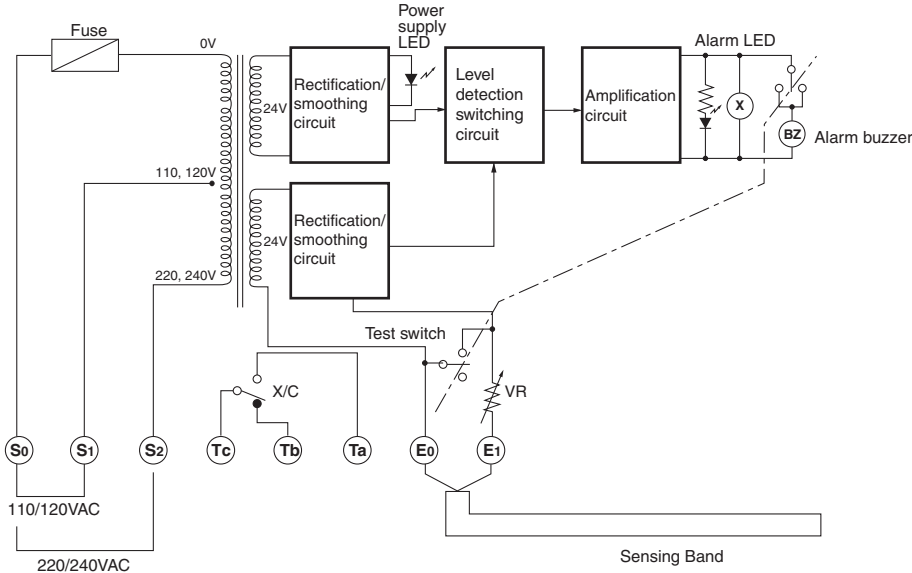 Fuse
0V
Power
supply
LED
Rectification/
smoothing
circuit
24V
Level
detection
switching
circuit
Amplification
circuit
Alarm LED
X
BZ
Alarm buzzer
110, 120V
Rectification/
smoothing
circuit
24V
220, 240V
Test switch
X/C
VR
S0
S1
S2
Tc
Tb
Ta
E0
E1
110/120VAC
220/240VAC
Sensing Band